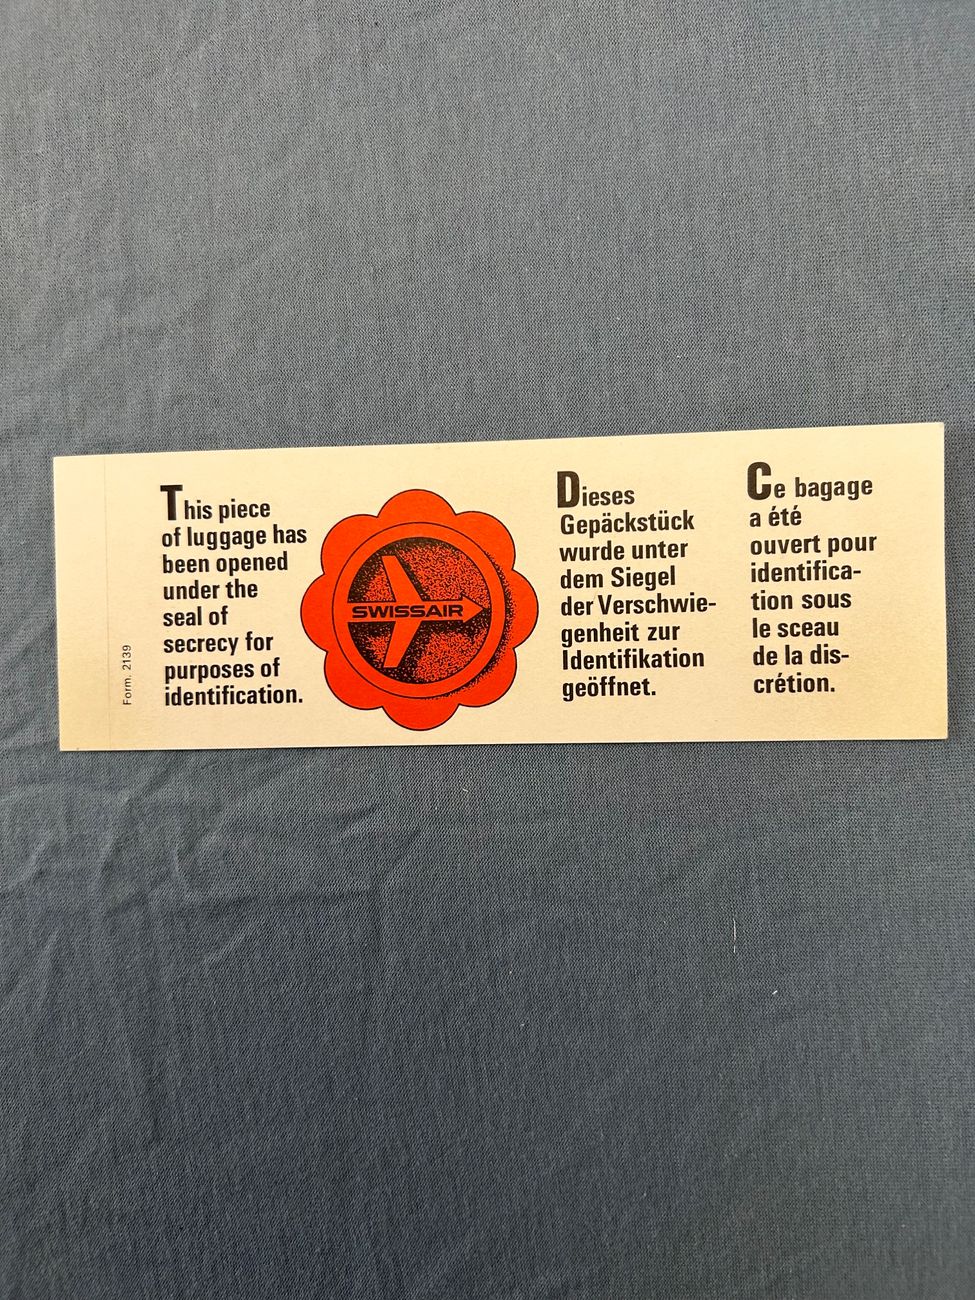 Form. 2139
This piece
of luggage has
been opened
under the
seal of
secrecy for
purposes of
identification.
SWISSAIR
Dieses
Gepäckstück
wurde unter
dem Siegel
der Verschwie-
genheit zur
Identifikation
geöffnet.
Ce bagage
a été
ouvert pour
identifica-
tion sous
le sceau
de la dis-
crétion.